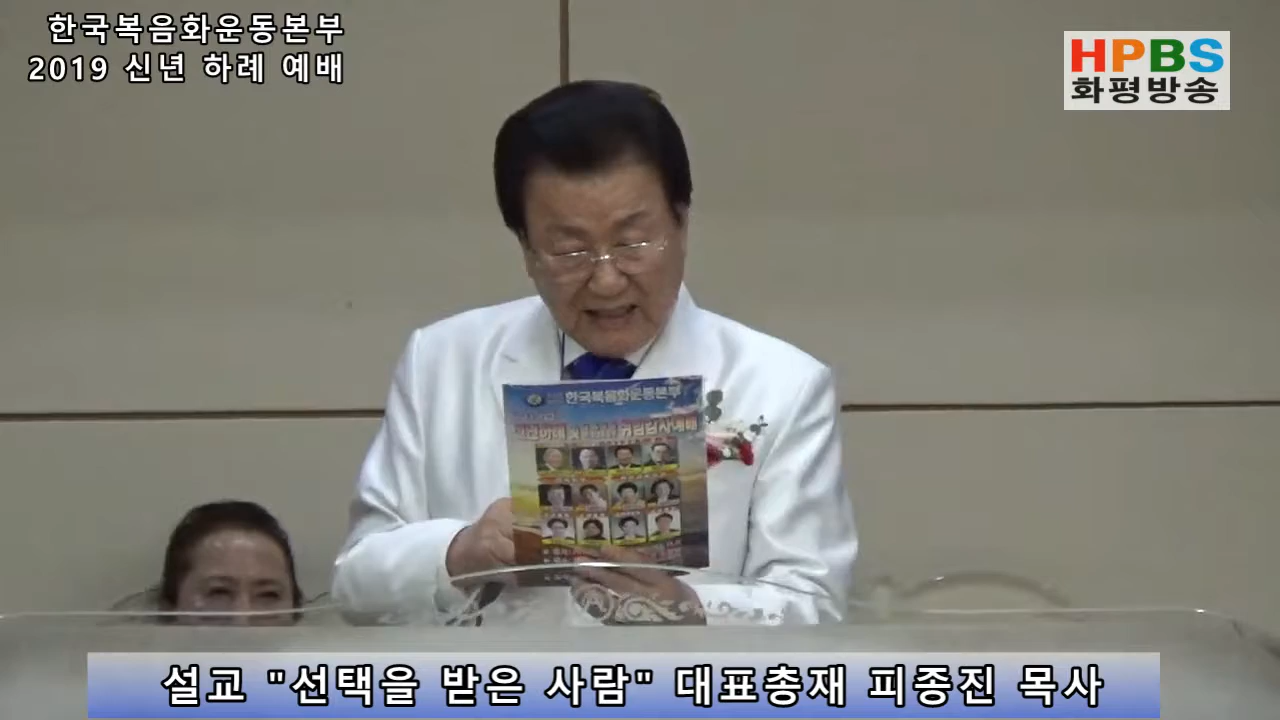 한국복음화운동본부
2019 신년 하례 예배
HPBS
화평방송
한국복음화운동본부
설교 "선택을 받은 사람" 대표총재 피종진 목사